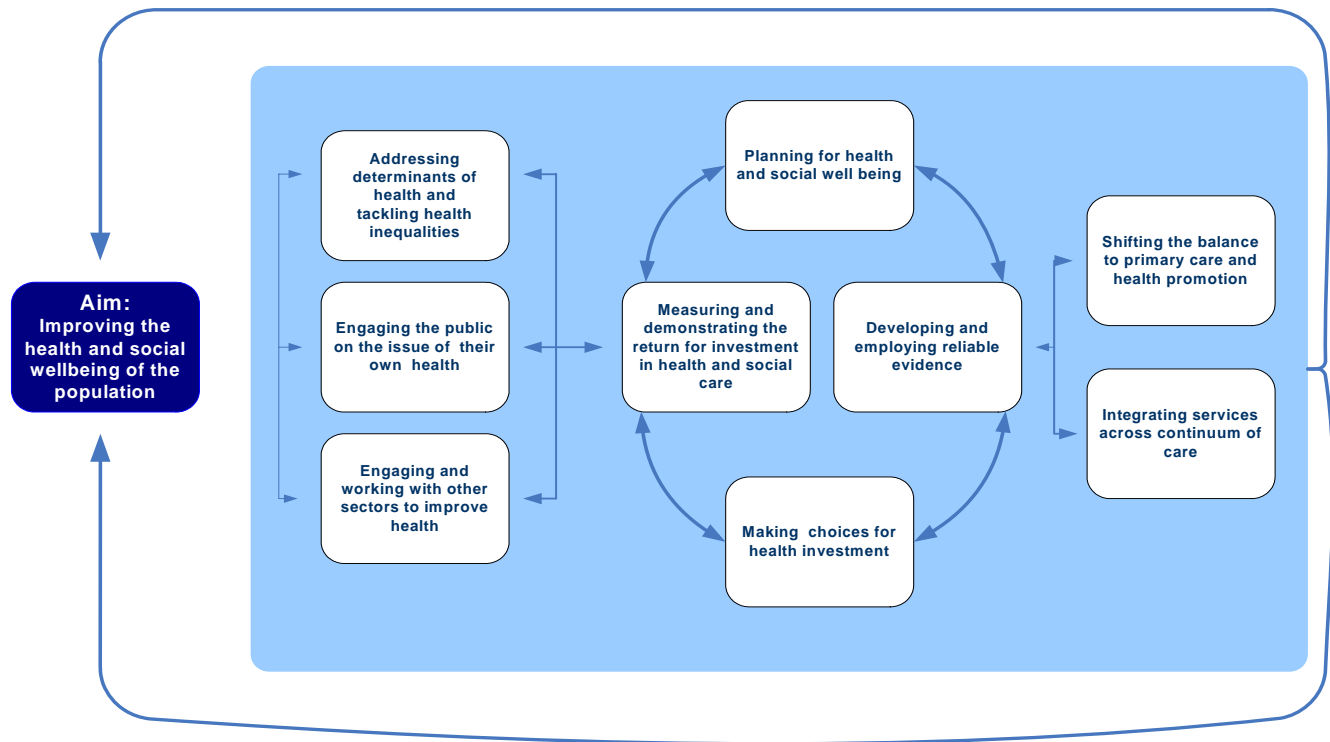 Aim:
Improving the
health and social
wellbeing of the
population
Addressing
determinants of
health and
tackling health
inequalities
Engaging the public
on the issue of their
own health
Engaging and
working with other
sectors to improve
health
Planning for health
and social well being
Measuring and
demonstrating the
return for investment
in health and social
care
Developing and
employing reliable
evidence
Making choices for
health investment
Shifting the balance
to primary care and
health promotion
Integrating services
across continuum of
care